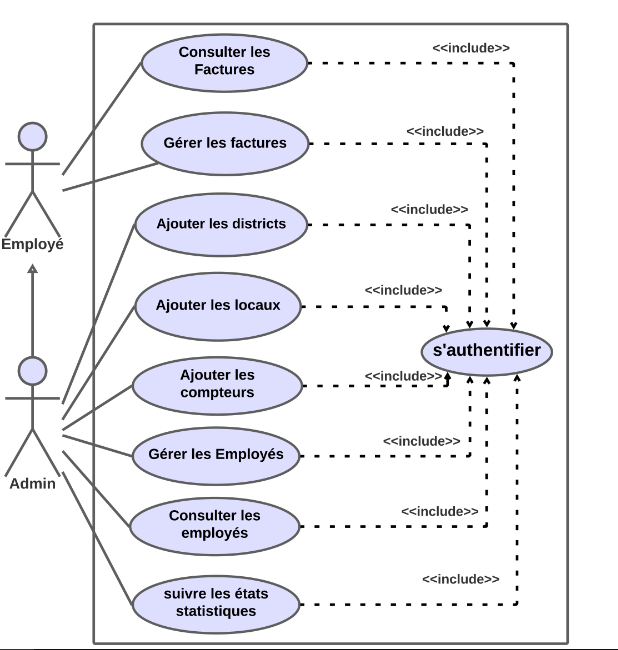 Consulter les
Factures
<<include>>
Gérer les factures
<<include>>
Employé
Ajouter les districts
<<include>>
Ajouter les locaux
<<include>>
s'authentifier
Ajouter les
compteurs
<<include>>
Gérer les Employés
<<include>>
Admin
Consulter les
employés
<<include>>
suivre les états
statistiques
<<include>>